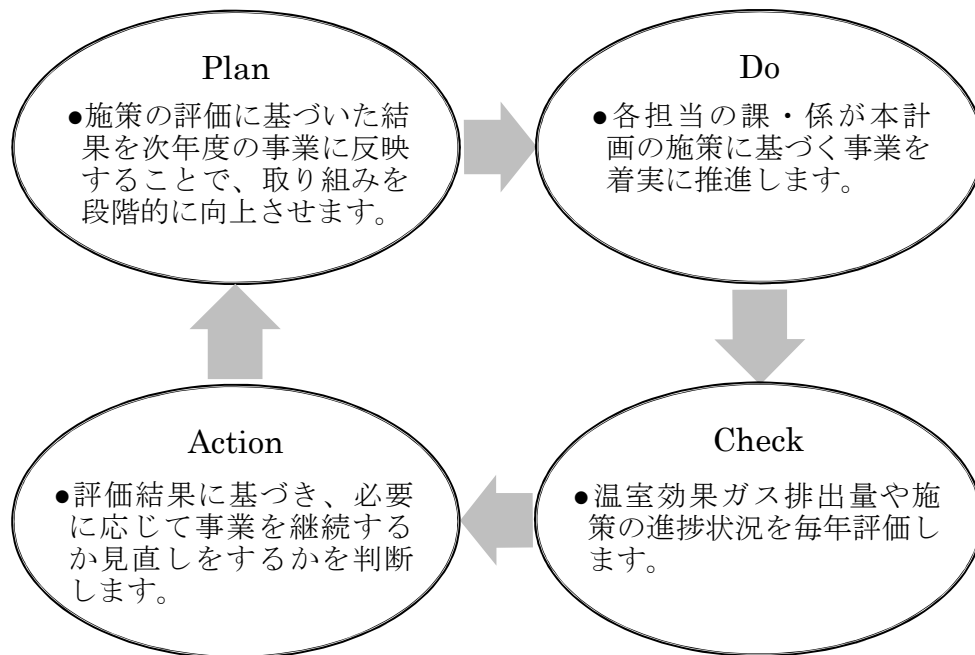 Plan
●施策の評価に基づいた結
果を次年度の事業に反映
することで、取り組みを
段階的に向上させます。
Do
●各担当の課・係が本計
画の施策に基づく事業を
着実に推進します。
Action
●評価結果に基づき、必要
に応じて事業を継続する
か見直しをするかを判断
します。
Check
●温室効果ガス排出量や施
策の進捗状況を毎年評価し
ます。